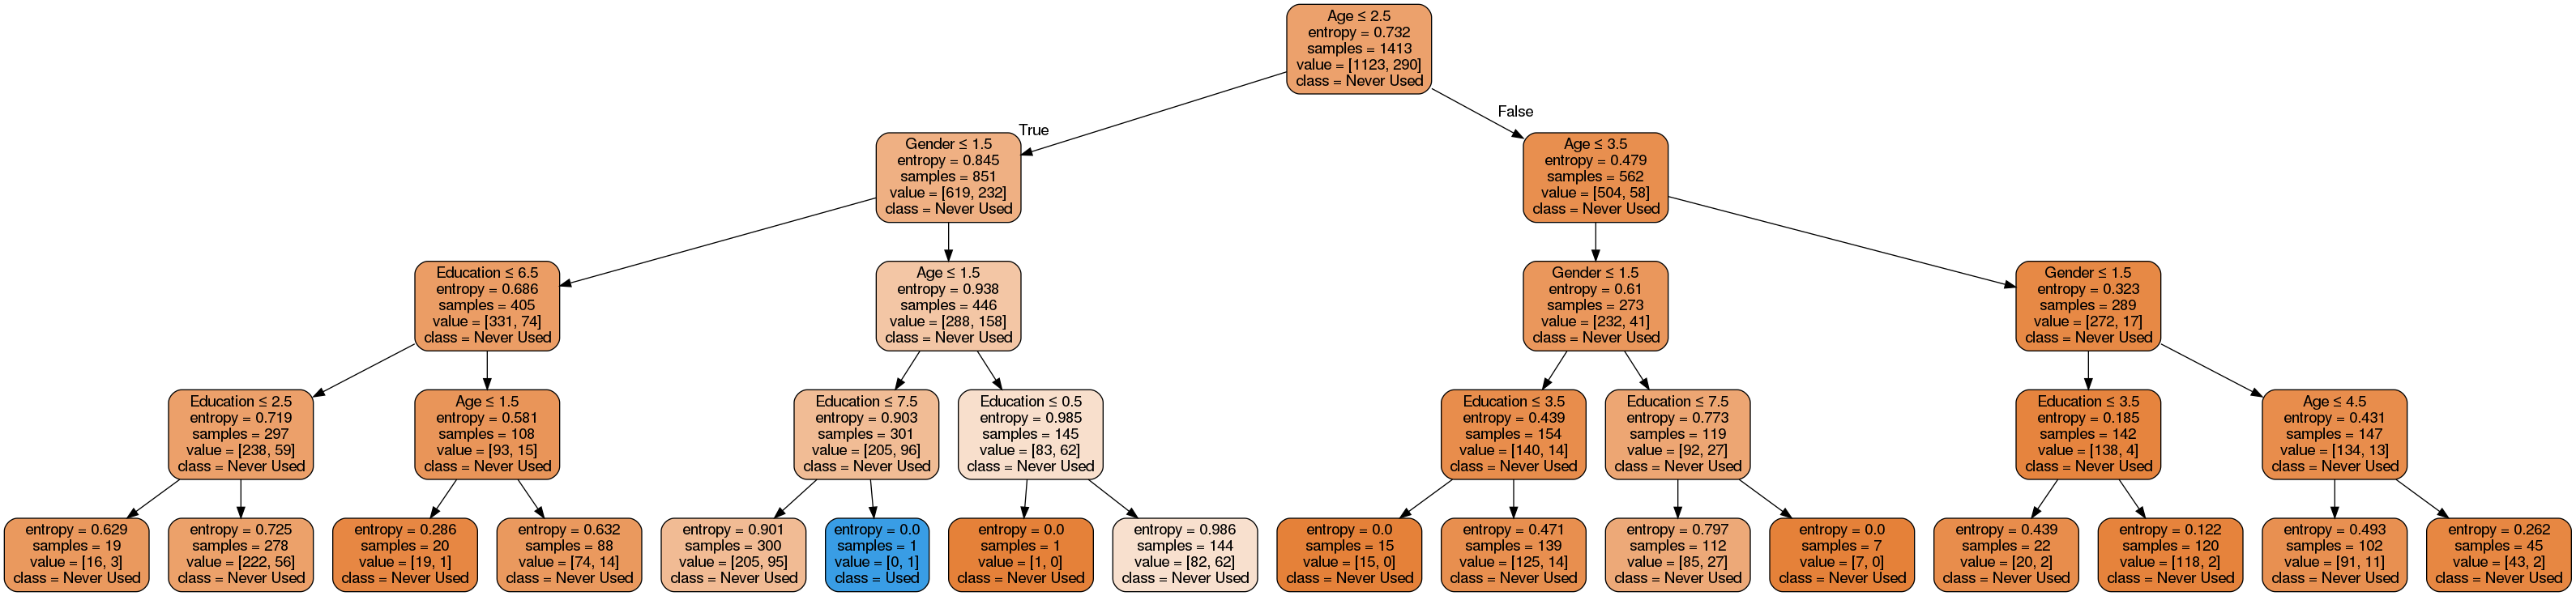 Age ≤ 2.5
entropy = 0.732
samples = 1413
value = [1123, 290]
class = Never Used
True
False
Gender ≤ 1.5
entropy = 0.845
samples = 851
value = [619, 232]
class = Never Used
Age ≤ 3.5
entropy = 0.479
samples = 562
value = [504, 58]
class = Never Used
Education ≤ 6.5
entropy = 0.686
samples = 405
value = [331, 74]
class = Never Used
Age ≤ 1.5
entropy = 0.938
samples = 446
value = [288, 158]
class = Never Used
Gender ≤ 1.5
entropy = 0.61
samples = 273
value = [232, 41]
class = Never Used
Gender ≤ 1.5
entropy = 0.323
samples = 289
value = [272, 17]
class = Never Used
Education ≤ 2.5
entropy = 0.719
samples = 297
value = [238, 59]
class = Never Used
Age ≤ 1.5
entropy = 0.581
samples = 108
value = [93, 15]
class = Never Used
Education ≤ 7.5
entropy = 0.903
samples = 301
value = [205, 96]
class = Never Used
Education ≤ 0.5
entropy = 0.985
samples = 145
value = [83, 62]
class = Never Used
Education ≤ 3.5
entropy = 0.439
samples = 154
value = [140, 14]
class = Never Used
Education ≤ 7.5
entropy = 0.773
samples = 119
value = [92, 27]
class = Never Used
Education ≤ 3.5
entropy = 0.185
samples = 142
value = [138, 4]
class = Never Used
Age ≤ 4.5
entropy = 0.431
samples = 147
value = [134, 13]
class = Never Used
entropy = 0.629
samples = 19
value = [16, 3]
class = Never Used
entropy = 0.725
samples = 278
value = [222, 56]
class = Never Used
entropy = 0.286
samples = 20
value = [19, 1]
class = Never Used
entropy = 0.632
samples = 88
value = [74, 14]
class = Never Used
entropy = 0.901
samples = 300
value = [205, 95]
class = Never Used
entropy = 0.0
samples = 1
value = [0, 1]
class = Used
entropy = 0.0
samples = 1
value = [1, 0]
class = Never Used
entropy = 0.986
samples = 144
value = [82, 62]
class = Never Used
entropy = 0.0
samples = 15
value = [15, 0]
class = Never Used
entropy = 0.471
samples = 139
value = [125, 14]
class = Never Used
entropy = 0.797
samples = 112
value = [85, 27]
class = Never Used
entropy = 0.0
samples = 7
value = [7, 0]
class = Never Used
entropy = 0.439
samples = 22
value = [20, 2]
class = Never Used
entropy = 0.122
samples = 120
value = [118, 2]
class = Never Used
entropy = 0.493
samples = 102
value = [91, 11]
class = Never Used
entropy = 0.262
samples = 45
value = [43, 2]
class = Never Used